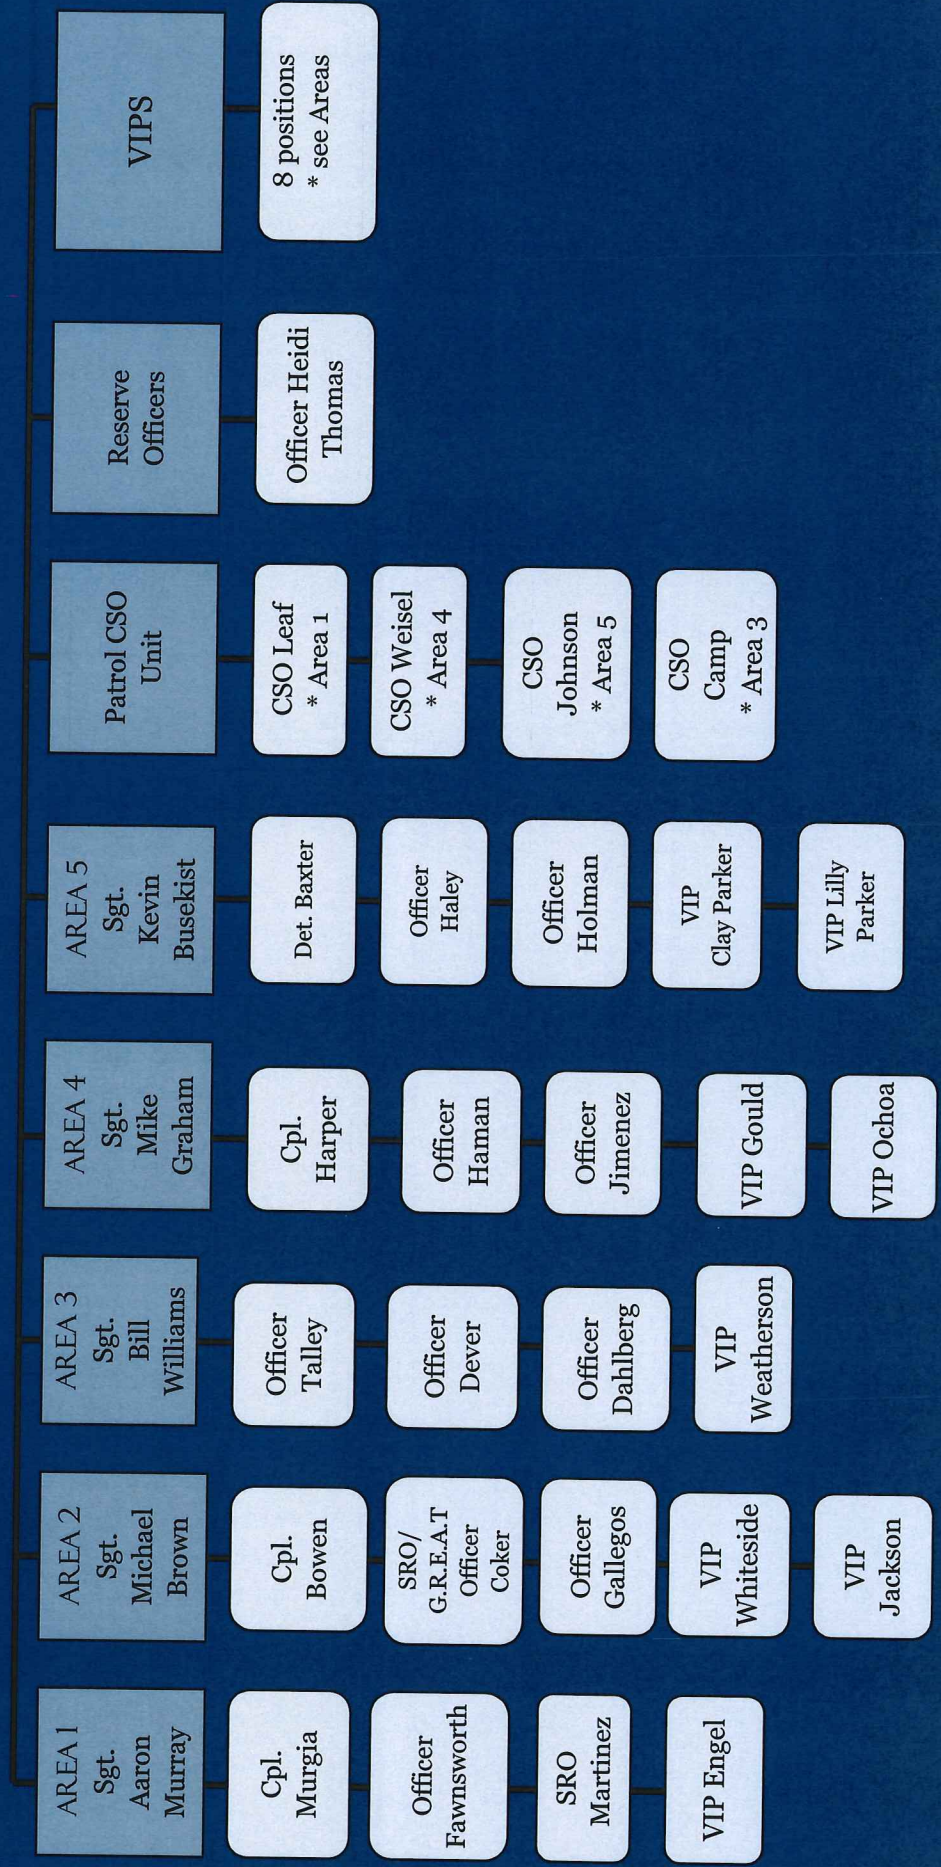 AREA 1
Sgt.
Aaron
Murray
Cpl.
Murgia
Officer
Fawnsworth
SRO
Martinez
VIP Engel
AREA 2
Sgt.
Michael
Brown
Cpl.
Bowen
SRO/
G.R.E.A.T
Officer
Coker
Officer
Gallegos
VIP
Whiteside
VIP
Jackson
AREA 3
Sgt.
Bill
Williams
Officer
Talley
Officer
Dever
Officer
Dahlberg
VIP
Weatherson
AREA 4
Sgt.
Mike
Graham
Cpl.
Harper
Officer
Haman
Officer
Jimenez
VIP Gould
VIP Ochoa
AREA 5
Sgt.
Kevin
Busekist
Det. Baxter
Officer
Haley
Officer
Holman
VIP
Clay Parker
VIP Lilly
Parker
Patrol CSO
Unit
CSO Leaf
* Area 1
CSO Weisel
* Area 4
CSO
Johnson
* Area 5
CSO
Camp
* Area 3
Reserve
Officers
Officer Heidi
Thomas
VIPS
8 positions
* see Areas